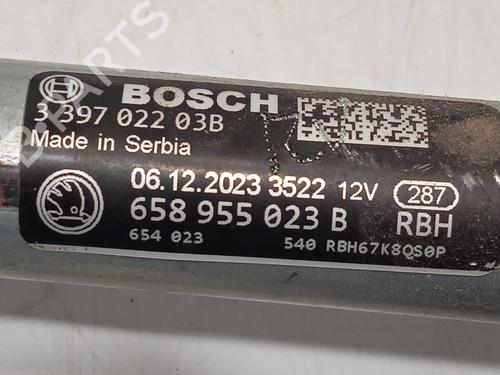 BOSCH
3 397 022 03B
Made in Serbia
06.12.2023 3522 12V 287
658 955 023 B RBH
654 023 540 RBH67K8QS0P